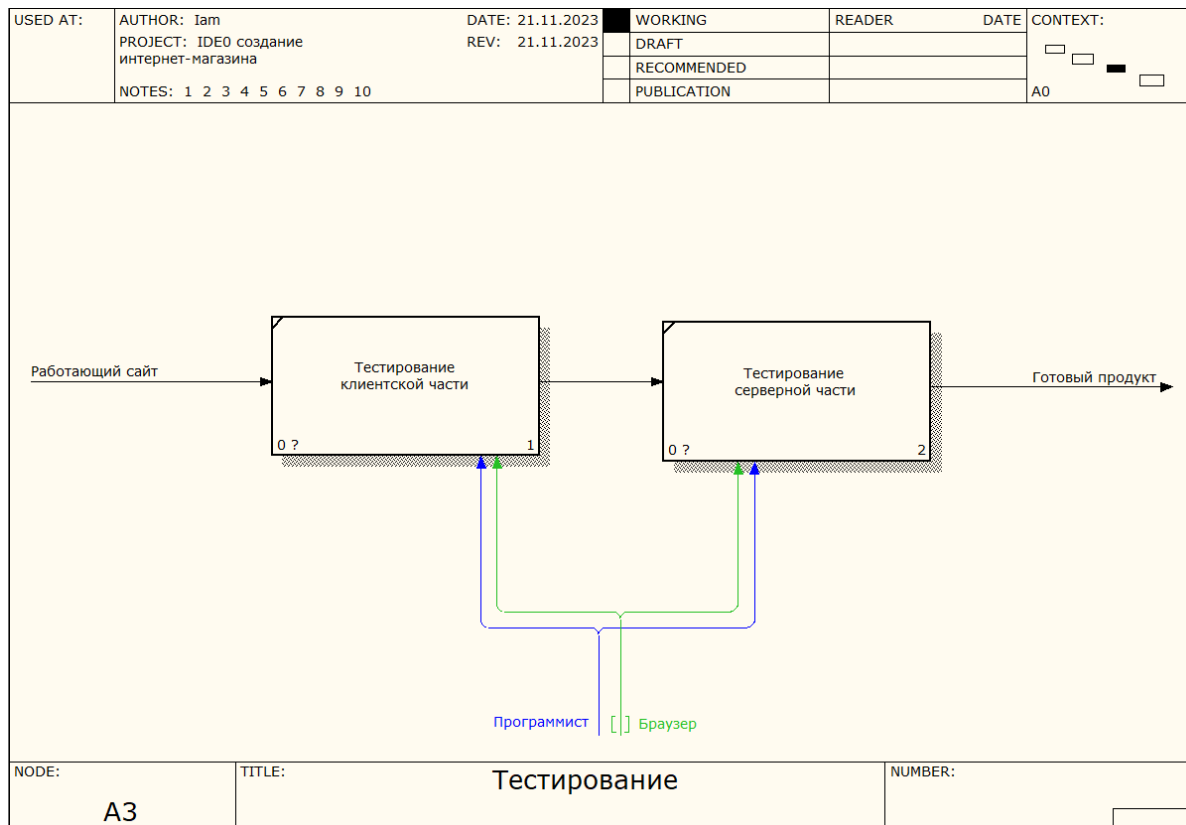 USED AT:
AUTHOR: Iam
DATE: 21.11.2023
PROJECT: IDE0 создание
интернет-магазина
REV: 21.11.2023
NOTES: 1 2 3 4 5 6 7 8 9 10
WORKING
DRAFT
RECOMMENDED
PUBLICATION
READER
DATE
CONTEXT:
A0
Работающий сайт
Тестирование
клиентской части
0 ?
1
Тестирование
серверной части
0 ?
2
Готовый продукт
Программист
[ ] Браузер
NODE:
A3
TITLE:
Тестирование
NUMBER: